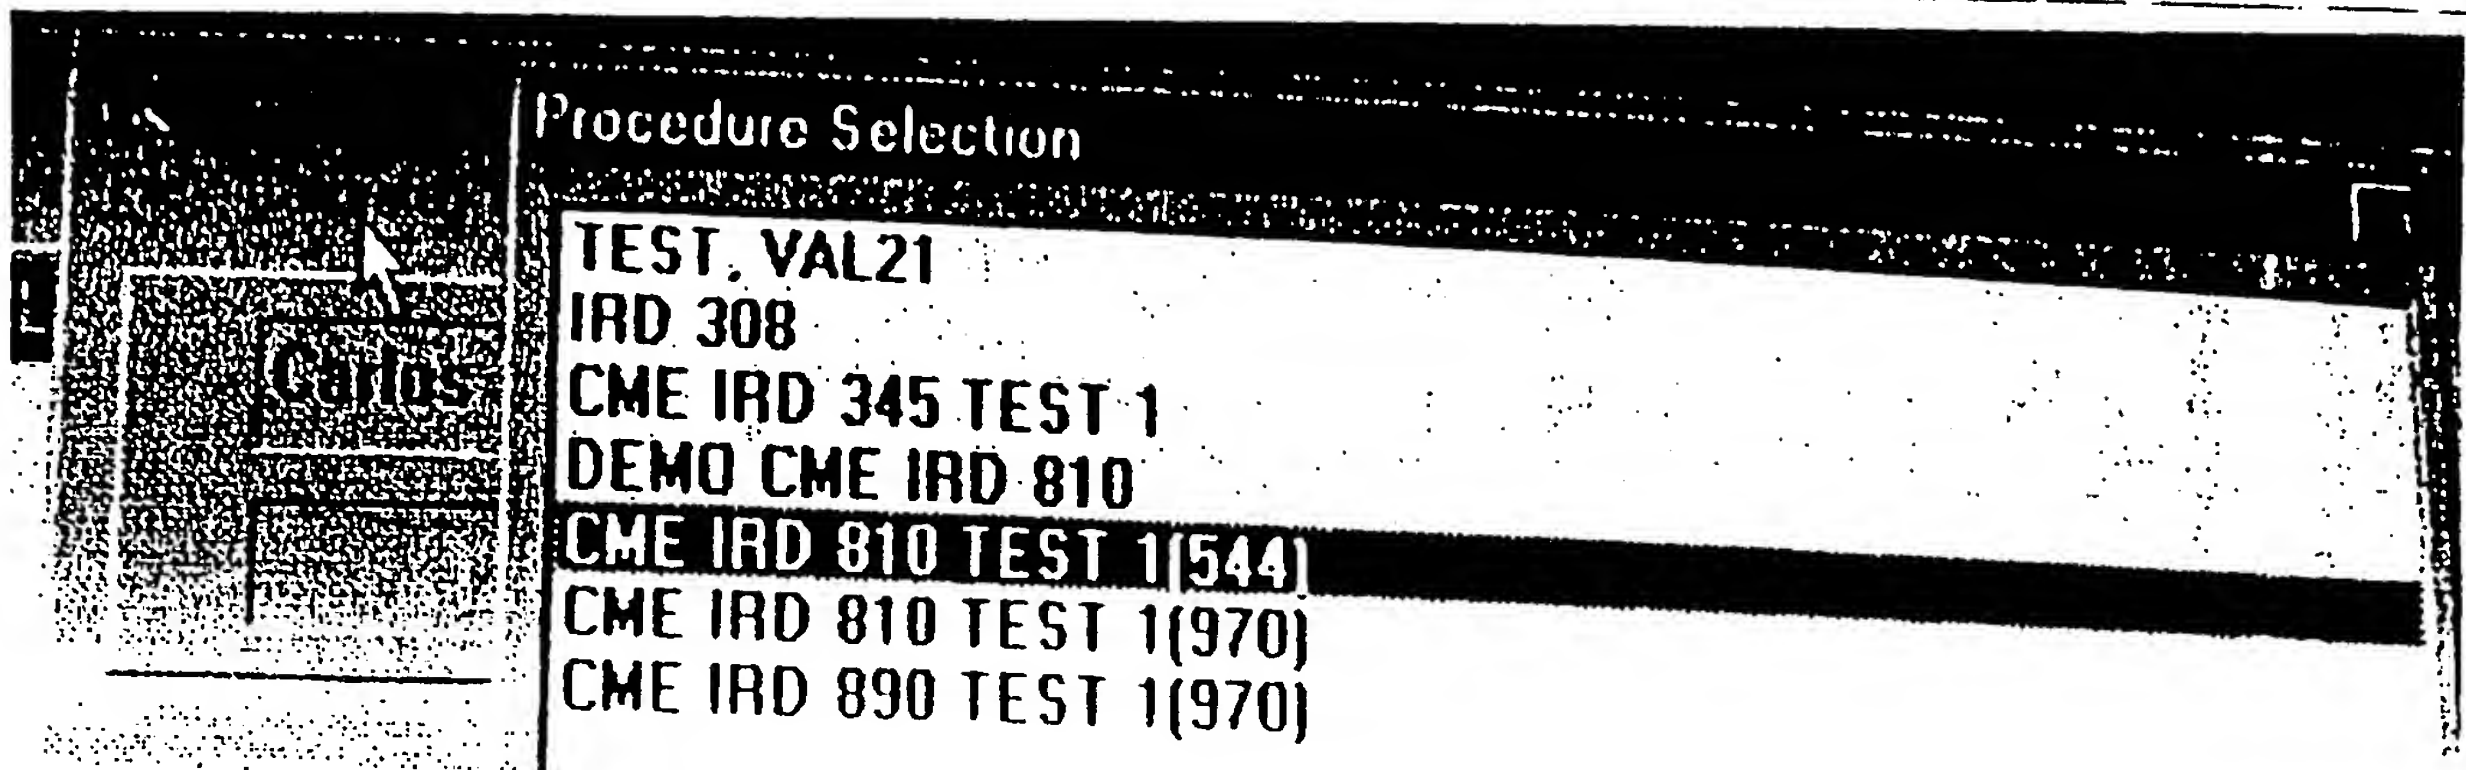 Procedure Selection
TEST, VAL21
IRD 308
Carlos
CME IRD 345 TEST 1
DEMO CME IRD 810
CME IRD 810 TEST 1(544)
CME IRD 810 TEST 1(970)
CME IRD 890 TEST 1(970)